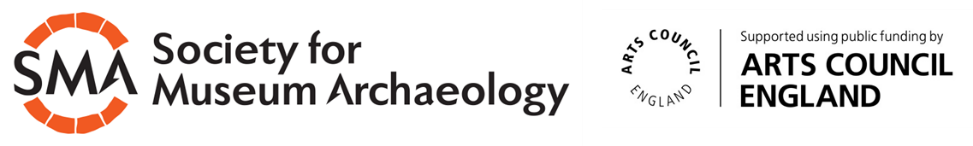 SMA
Society for
Museum Archaeology
ARTS COUNCIL
ENGLAND
Supported using public funding by
ARTS COUNCIL
ENGLAND